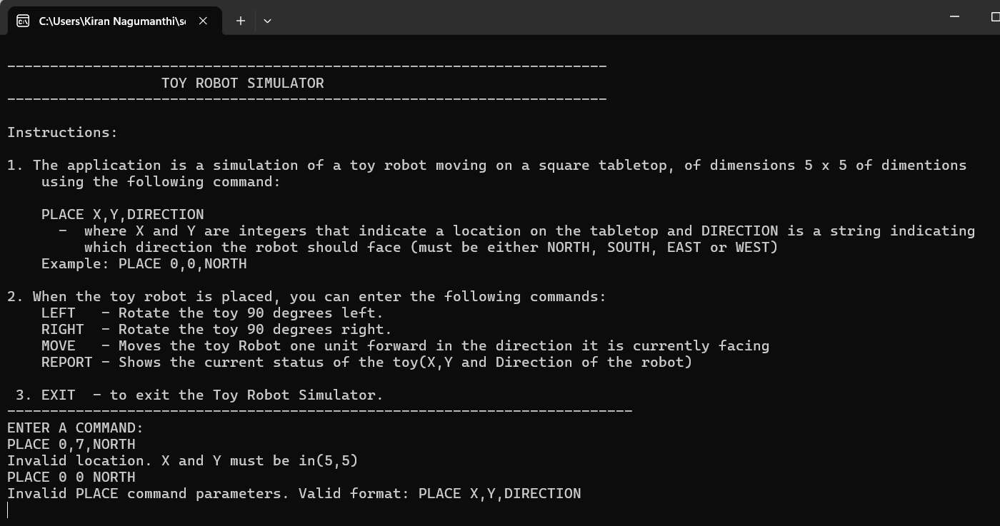 C:\Users\Kiran Nagumanthi\s
----------------------------------------------------------------------
TOY ROBOT SIMULATOR
----------------------------------------------------------------------
Instructions:
1. The application is a simulation of a toy robot moving on a square tabletop, of dimensions 5 x 5 of dimentions
using the following command:
PLACE X,Y,DIRECTION
- where X and Y are integers that indicate a location on the tabletop and DIRECTION is a string indicating
which direction the robot should face (must be either NORTH, SOUTH, EAST or WEST)
Example: PLACE 0,0,NORTH
2. When the toy robot is placed, you can enter the following commands:
LEFT - Rotate the toy 90 degrees left.
RIGHT - Rotate the toy 90 degrees right.
MOVE - Moves the toy Robot one unit forward in the direction it is currently facing
REPORT - Shows the current status of the toy(X,Y and Direction of the robot)
3. EXIT - to exit the Toy Robot Simulator.
-------------------------------------------------------------------------
ENTER A COMMAND:
PLACE 0,7,NORTH
Invalid location. X and Y must be in(5,5)
PLACE 0 0 NORTH
Invalid PLACE command parameters. Valid format: PLACE X,Y,DIRECTION